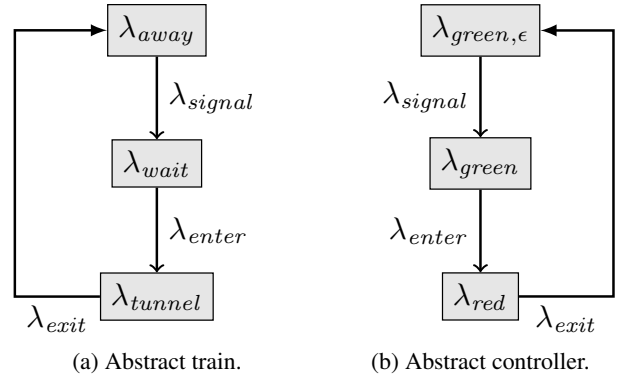 λ_away λ_green,ϵ
λ_signal λ_signal
λ_wait λ_green
λ_enter λ_enter
λ_tunnel λ_red
λ_exit λ_exit
(a) Abstract train. (b) Abstract controller.